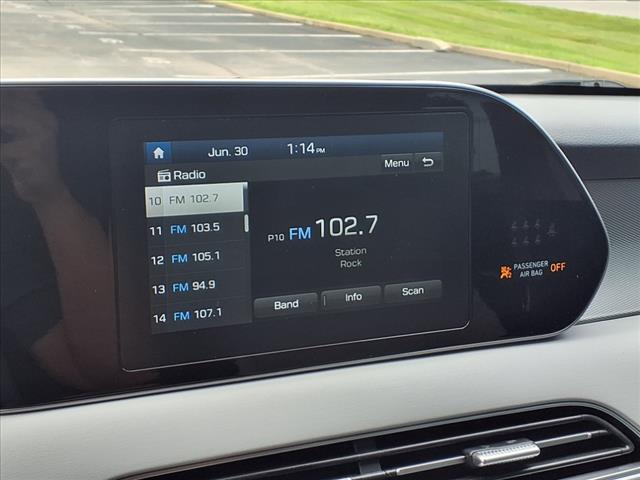 Jun. 30 1:14 PM
Radio Menu
10 FM 102.7
11 FM 103.5
12 FM 105.1
13 FM 94.9
14 FM 107.1
P10 FM 102.7
Station
Rock
Band Info Scan
PASSENGER
AIR BAG OFF